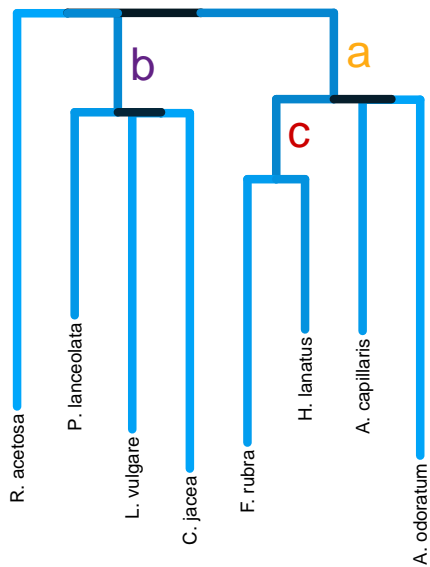 a
b
c
R. acetosa
P. lanceolata
L. vulgare
C. jacea
F. rubra
H. lanatus
A. capillaris
A. odoratum